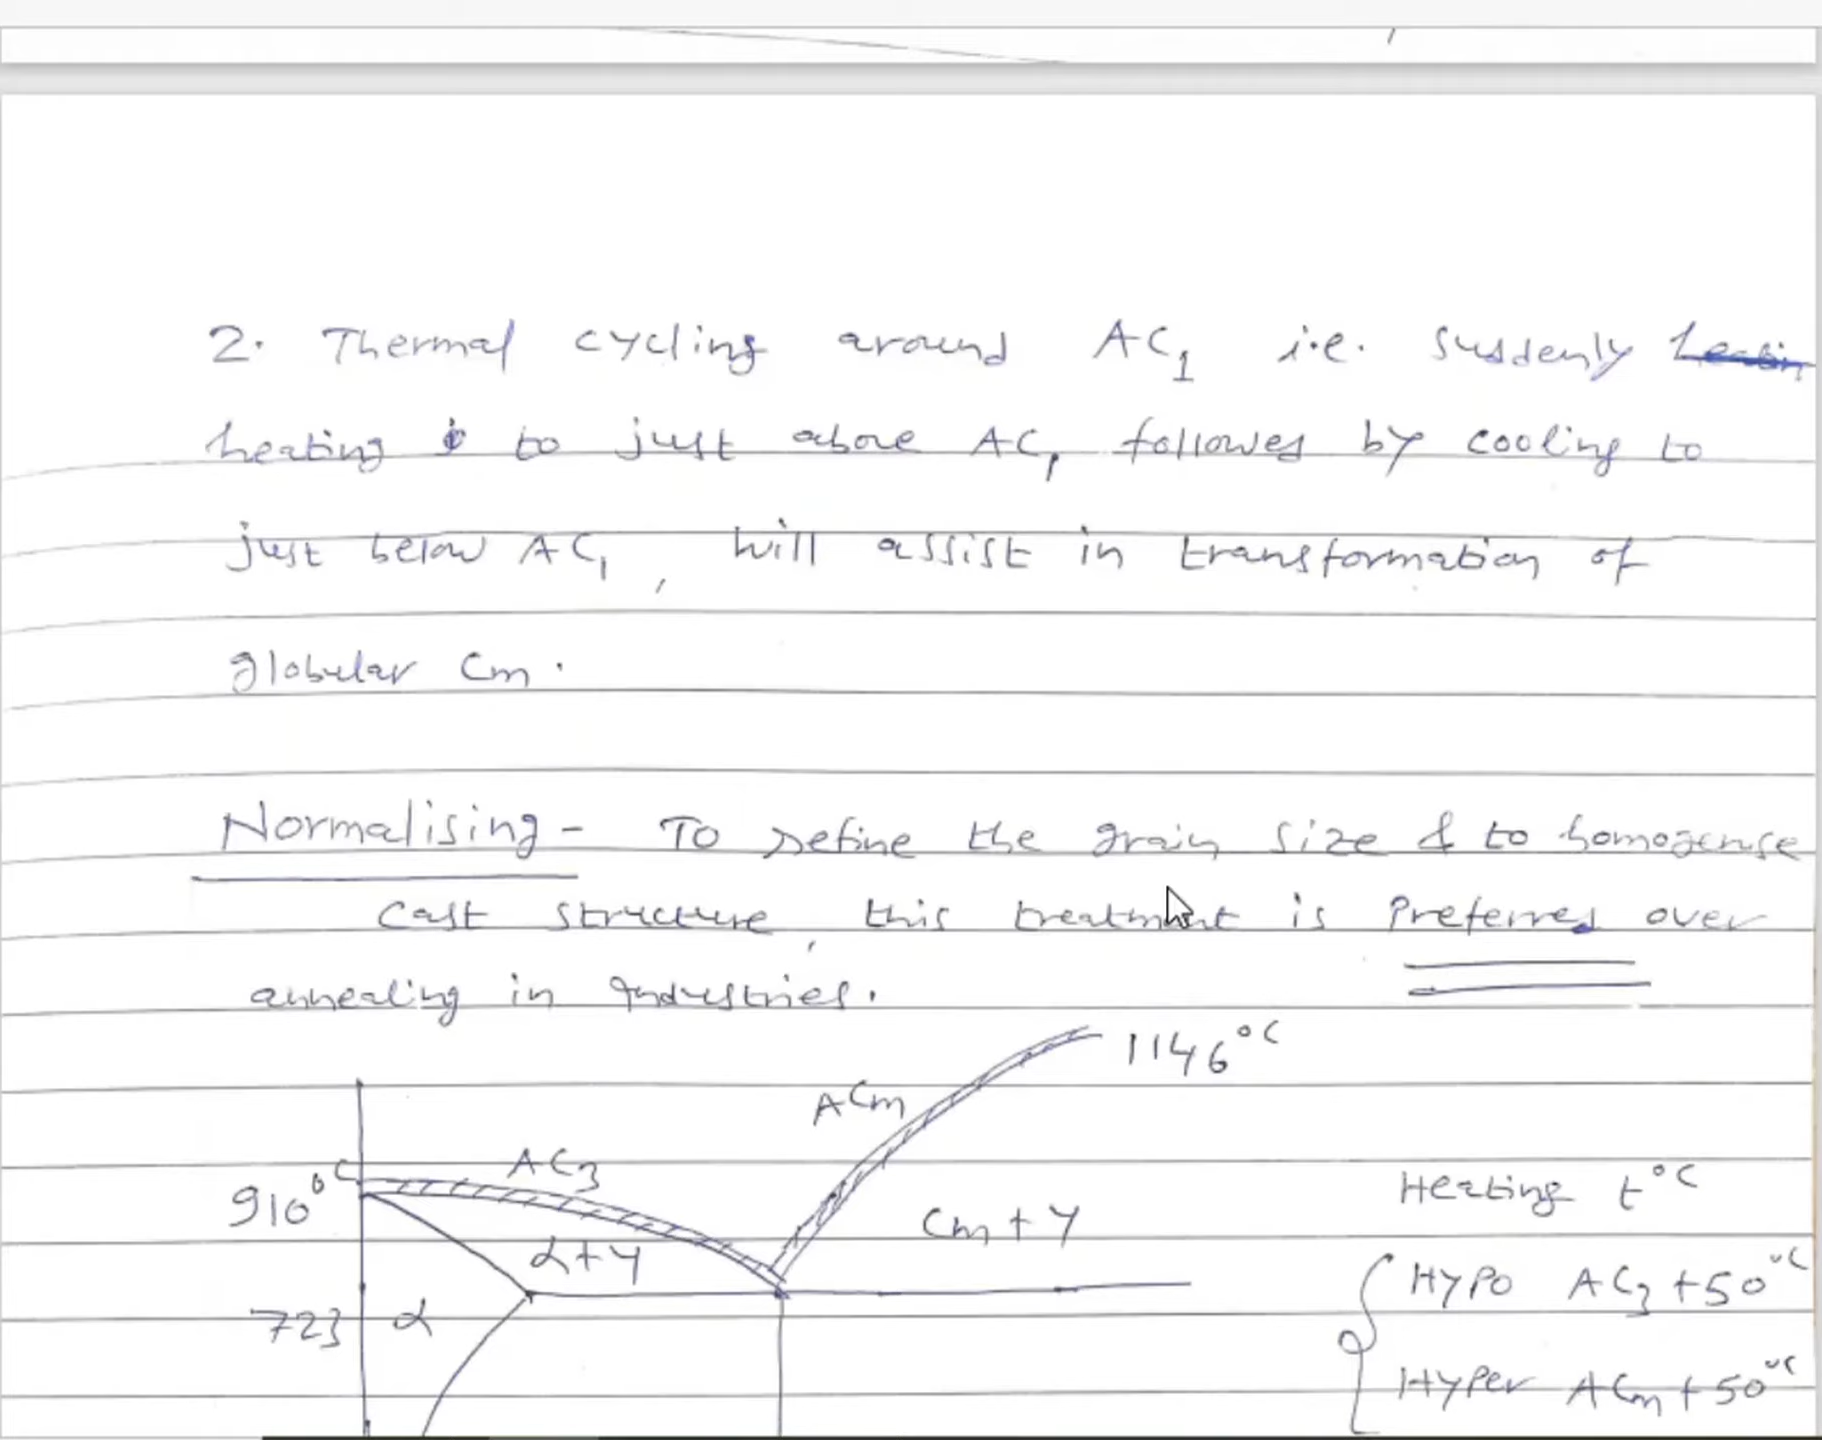 2. Thermal cycling around AC₁ i.e. suddenly
heating to just above AC₁ followed by cooling to
just below AC₁, will assist in transformation of
globular Cm.
Normalising - To refine the grain size & to homogenise
cast structure, this treatment is preferred over
annealing in industries.
1146°C
ACm
AC₃
910°C
Cm + γ
α+γ
723
α
Heating t°C
Hypo AC₃ +50°C
Hyper ACm +50°C